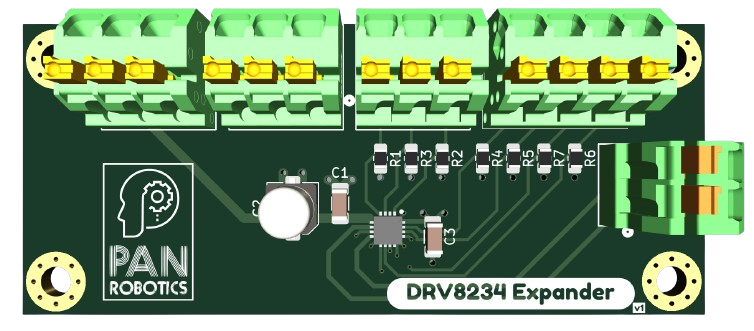 R1
R3
R2
R4
R5
R7
R6
C1
C2
C3
PAN
ROBOTICS
DRV8234 Expander
v1